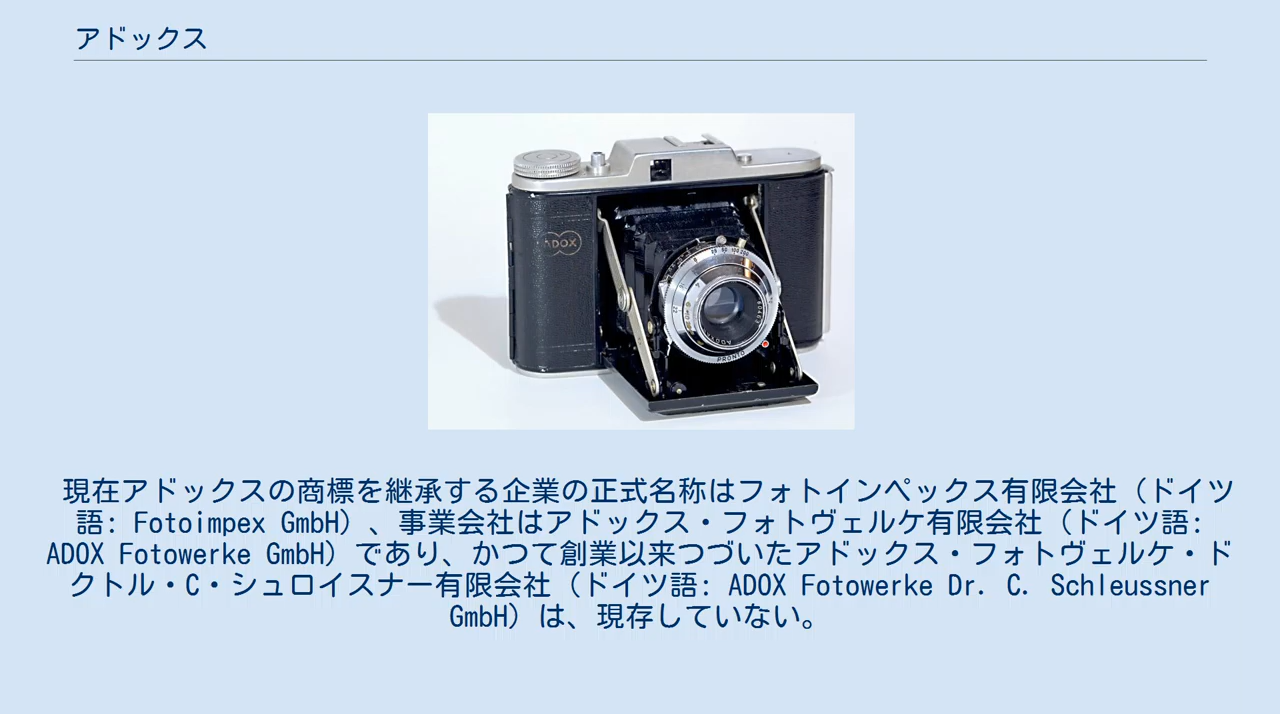 アドックス
ADOX
PRONTO
現在アドックスの商標を継承する企業の正式名称はフォトインペックス有限会社（ドイツ
語: Fotoimpex GmbH）、事業会社はアドックス・フォトヴェルケ有限会社（ドイツ語:
ADOX Fotowerke GmbH）であり、かつて創業以来つづいたアドックス・フォトヴェルケ・ド
クトル・C・シュロイスナー有限会社（ドイツ語: ADOX Fotowerke Dr. C. Schleussner
GmbH）は、現存していない。